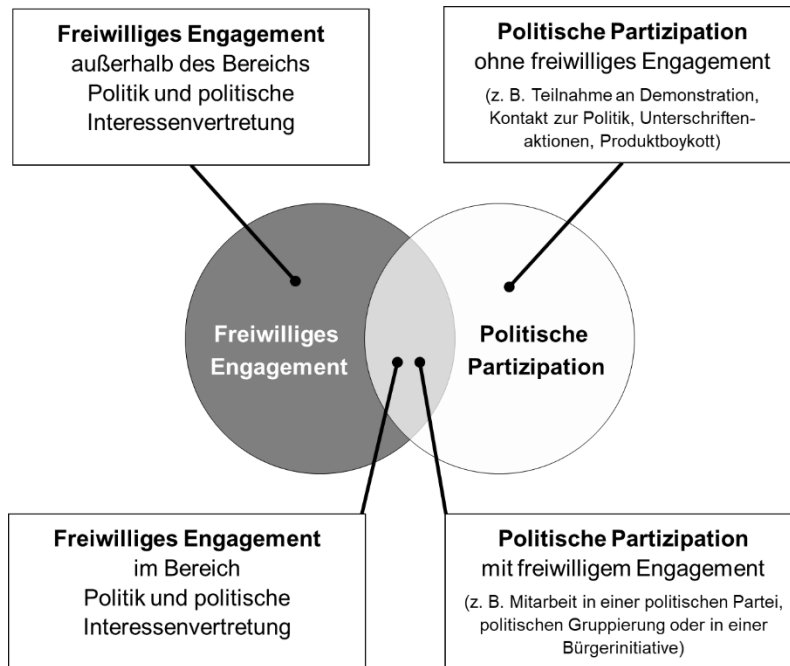 Freiwilliges Engagement
außerhalb des Bereichs
Politik und politische
Interessenvertretung
Politische Partizipation
ohne freiwilliges Engagement
(z. B. Teilnahme an Demonstration,
Kontakt zur Politik, Unterschriften-
aktionen, Produktboykott)
Freiwilliges
Engagement
Politische
Partizipation
Freiwilliges Engagement
im Bereich
Politik und politische
Interessenvertretung
Politische Partizipation
mit freiwilligem Engagement
(z. B. Mitarbeit in einer politischen Partei,
politischen Gruppierung oder in einer
Bürgerinitiative)